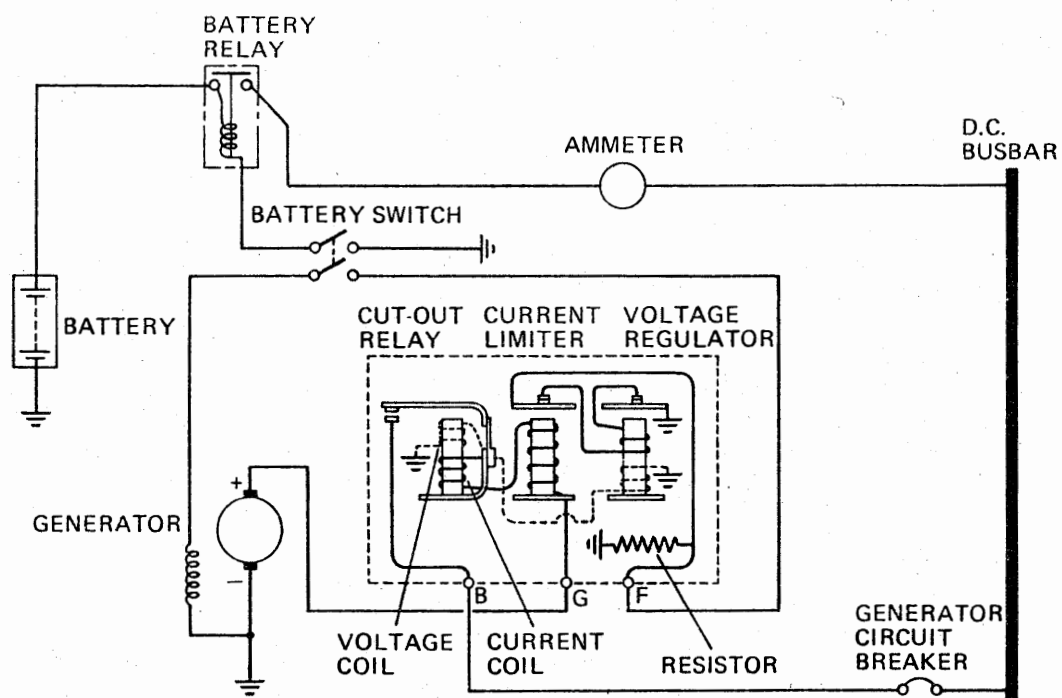 BATTERY
RELAY
AMMETER
D.C.
BUSBAR
BATTERY SWITCH
BATTERY
CUT-OUT
RELAY
CURRENT
LIMITER
VOLTAGE
REGULATOR
+
GENERATOR
–
B
G
F
VOLTAGE
COIL
CURRENT
COIL
RESISTOR
GENERATOR
CIRCUIT
BREAKER